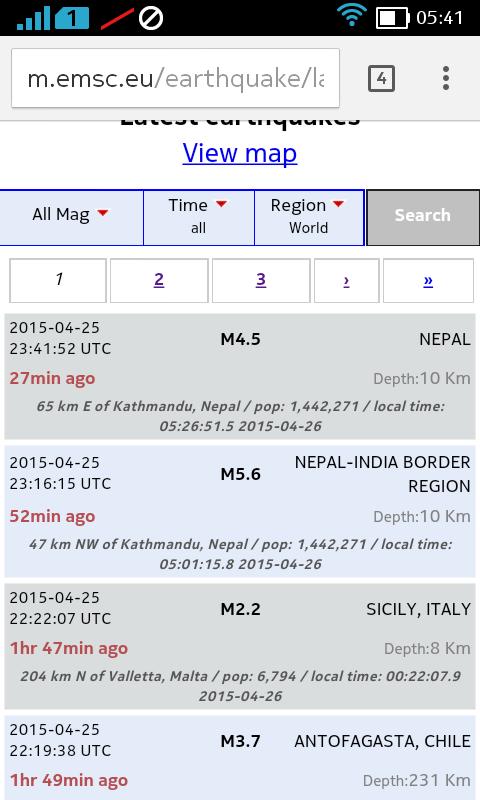 1
05:41
m.emsc.eu/earthquake/la
4
Latest earthquakes
View map
All Mag
Time
all
Region
World
Search
1 2 3 › »
2015-04-25
23:41:52 UTC
M4.5
NEPAL
27min ago
Depth:10 Km
65 km E of Kathmandu, Nepal / pop: 1,442,271 / local time:
05:26:51.5 2015-04-26
2015-04-25
23:16:15 UTC
M5.6
NEPAL-INDIA BORDER
REGION
52min ago
Depth:10 Km
47 km NW of Kathmandu, Nepal / pop: 1,442,271 / local time:
05:01:15.8 2015-04-26
2015-04-25
22:22:07 UTC
M2.2
SICILY, ITALY
1hr 47min ago
Depth:8 Km
204 km N of Valletta, Malta / pop: 6,794 / local time: 00:22:07.9
2015-04-26
2015-04-25
22:19:38 UTC
M3.7
ANTOFAGASTA, CHILE
1hr 49min ago
Depth:231 Km